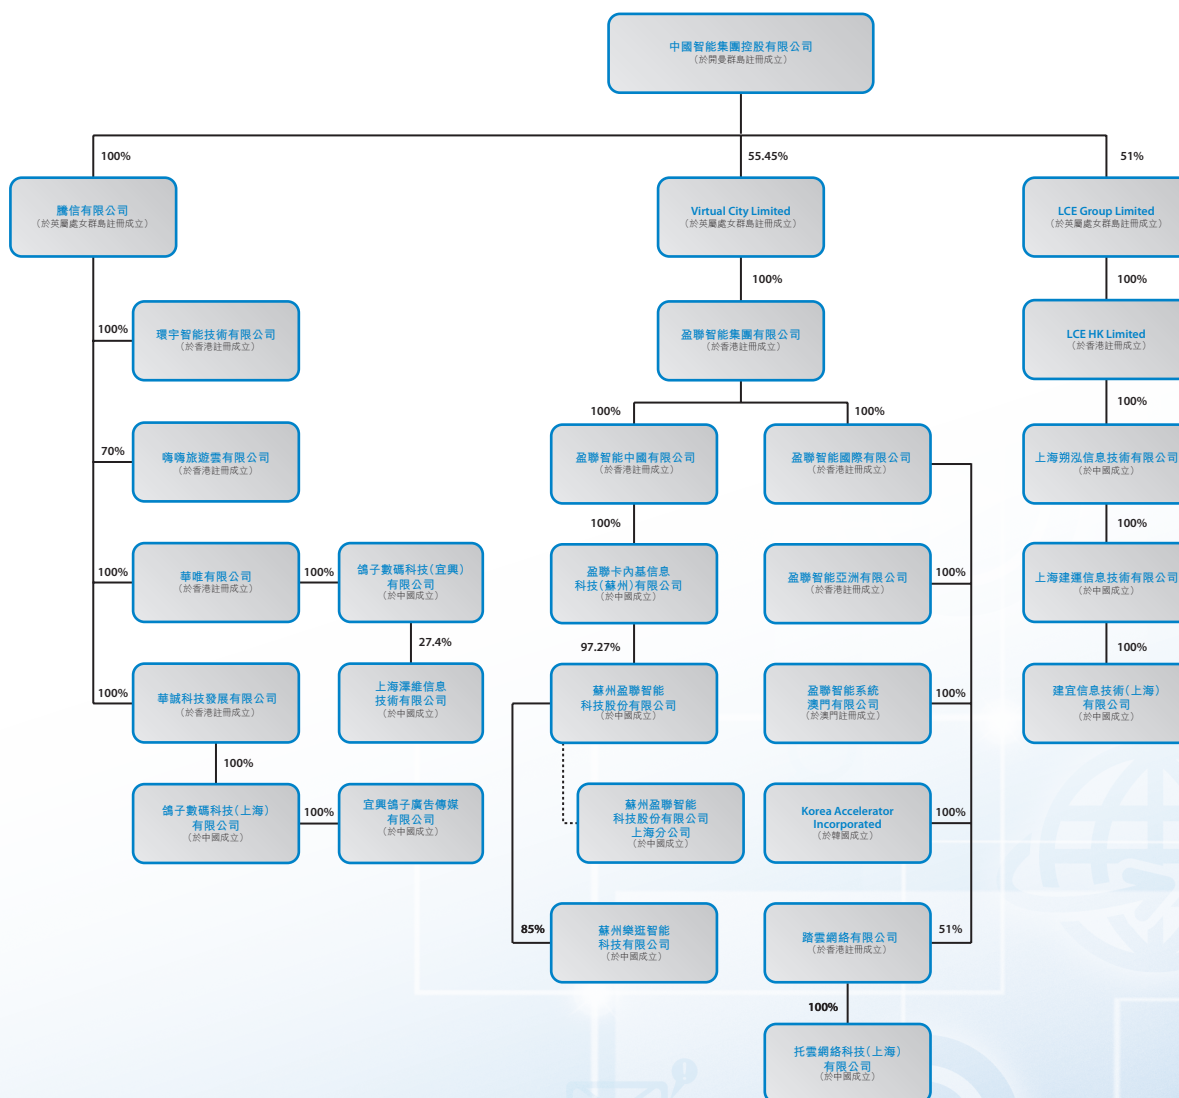 中國智能集團控股有限公司
（於開曼群島註冊成立）
100%
55.45%
51%
騰信有限公司
（於英屬處女群島註冊成立）
Virtual City Limited
（於英屬處女群島註冊成立）
LCE Group Limited
（於英屬處女群島註冊成立）
100%
100%
100%
環宇智能技術有限公司
（於香港註冊成立）
盈聯智能集團有限公司
（於香港註冊成立）
LCE HK Limited
（於香港註冊成立）
100%
100%
100%
70%
嗨嗨旅遊雲有限公司
（於香港註冊成立）
盈聯智能中國有限公司
（於香港註冊成立）
盈聯智能國際有限公司
（於香港註冊成立）
上海朔泓信息技術有限公司
（於中國成立）
100%
100%
100%
華唯有限公司
（於香港註冊成立）
100%
鴿子數碼科技（宜興）
有限公司
（於中國成立）
盈聯卡內基信息
科技（蘇州）有限公司
（於中國成立）
盈聯智能亞洲有限公司
（於香港註冊成立）
100%
上海建運信息技術有限公司
（於中國成立）
27.4%
97.27%
100%
100%
華誠科技發展有限公司
（於香港註冊成立）
上海澤維信息
技術有限公司
（於中國成立）
蘇州盈聯智能
科技股份有限公司
（於中國成立）
盈聯智能系統
澳門有限公司
（於澳門註冊成立）
100%
建宜信息技術（上海）
有限公司
（於中國成立）
100%
鴿子數碼科技（上海）
有限公司
（於中國成立）
100%
宜興鴿子廣告傳媒
有限公司
（於中國成立）
蘇州盈聯智能
科技股份有限公司
上海分公司
（於中國成立）
Korea Accelerator
Incorporated
（於韓國成立）
100%
85%
蘇州樂逛智能
科技有限公司
（於中國成立）
踏雲網絡有限公司
（於香港註冊成立）
51%
100%
托雲網絡科技（上海）
有限公司
（於中國成立）